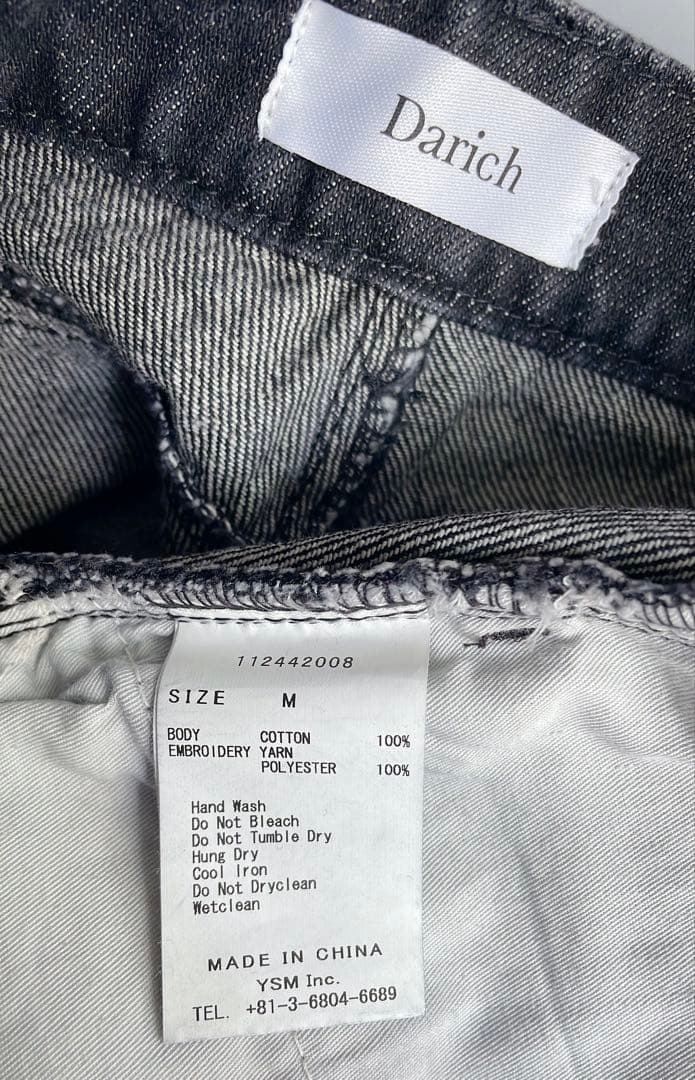 Darich
112442008
SIZE M
BODY COTTON 100%
EMBROIDERY YARN
POLYESTER 100%
Hand Wash
Do Not Bleach
Do Not Tumble Dry
Hung Dry
Cool Iron
Do Not Dryclean
Wetclean
MADE IN CHINA
YSM Inc.
TEL. +81-3-6804-6689